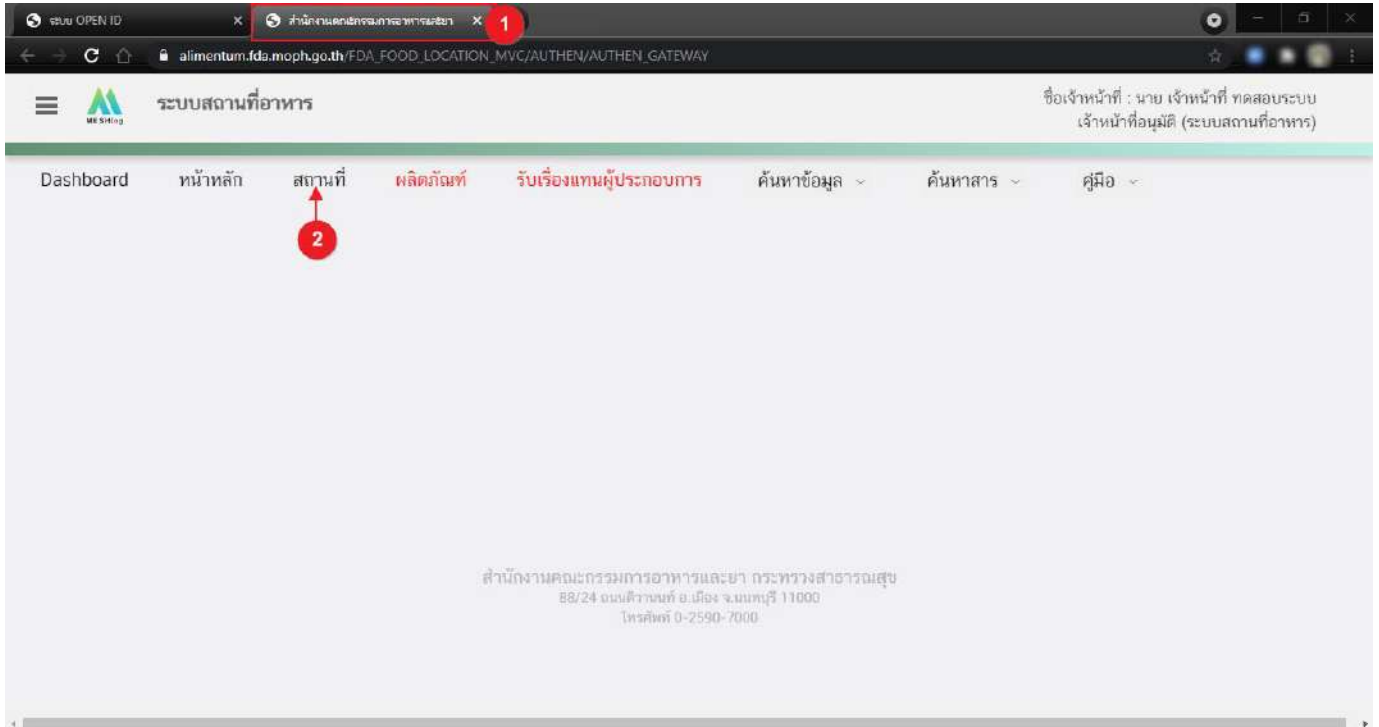 ระบบ OPEN ID
สำนักงานคณะกรรมการอาหารและยา
1
alimentum.fda.moph.go.th/FDA_FOOD_LOCATION_MVC/AUTHEN/AUTHEN_GATEWAY
ระบบสถานที่อาหาร
ชื่อเจ้าหน้าที่ : นาย เจ้าหน้าที่ ทดสอบระบบ
เจ้าหน้าที่อนุมัติ (ระบบสถานที่อาหาร)
Dashboard หน้าหลัก สถานที่ ผลิตภัณฑ์ รับเรื่องแทนผู้ประกอบการ ค้นหาข้อมูล ค้นหาสาร คู่มือ
2
สำนักงานคณะกรรมการอาหารและยา กระทรวงสาธารณสุข
88/24 ถนนติวานนท์ อ.เมือง จ.นนทบุรี 11000
โทรศัพท์ 0-2590-7000